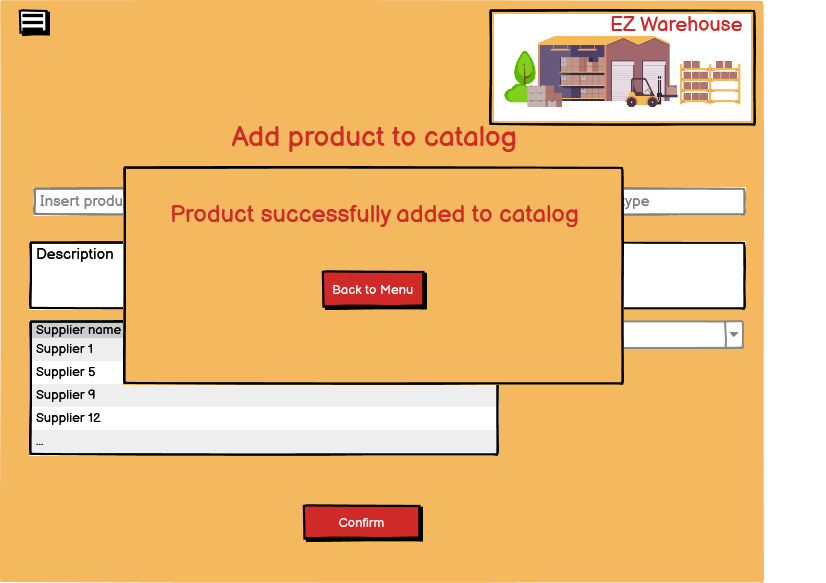 EZ Warehouse
Add product to catalog
Insert produ
ype
Product successfully added to catalog
Description
Back to Menu
Supplier name
Supplier 1
Supplier 5
Supplier 9
Supplier 12
...
Confirm